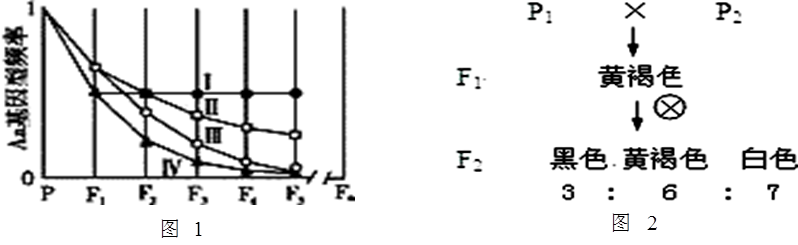 1
Aa基因型频率
I
II
III
IV
0
P F₁ F₂ F₃ F₄ F₅ Fₙ
图 1
P₁ × P₂
F₁ 黄褐色
⊗
F₂ 黑色 黄褐色 白色
3 : 6 : 7
图 2